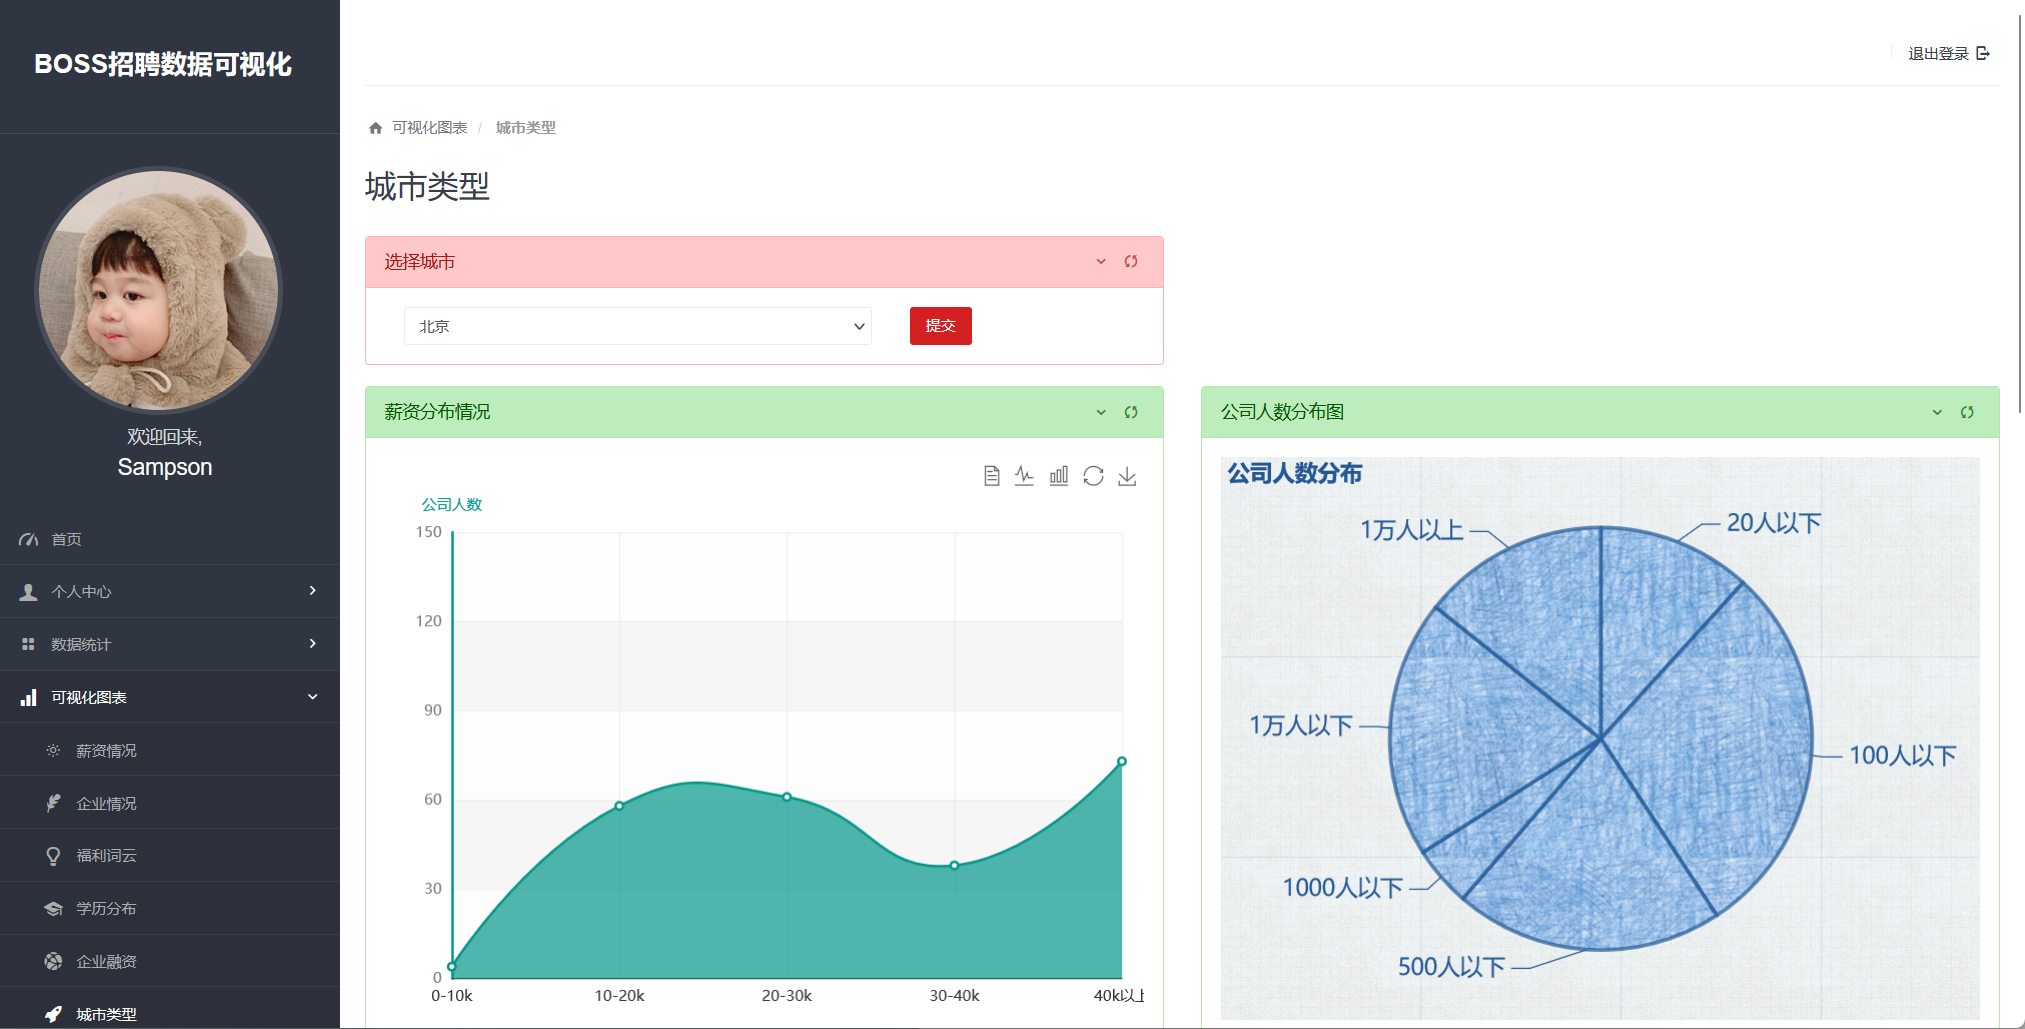 BOSS招聘数据可视化
欢迎回来,
Sampson
首页
个人中心
数据统计
可视化图表
薪资情况
企业情况
福利词云
学历分布
企业融资
城市类型
退出登录
可视化图表 / 城市类型
城市类型
选择城市
北京
提交
薪资分布情况
公司人数
150
120
90
60
30
0
0-10k
10-20k
20-30k
30-40k
40k以上
公司人数分布图
公司人数分布
1万人以上
20人以下
1万人以下
100人以下
1000人以下
500人以下